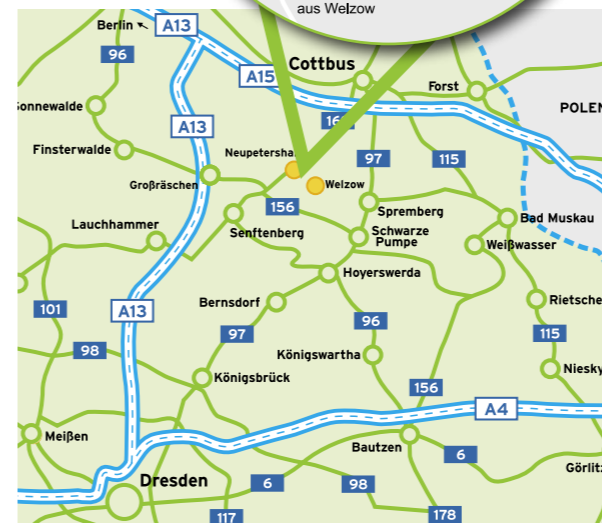 aus Welzow
Berlin
A13
96
A15
Cottbus
Forst
POLEN
Sonnewalde
A13
Finsterwalde
Neupetersha
97
115
Großräschen
Welzow
156
Spremberg
Bad Muskau
Lauchhammer
Senftenberg
Schwarze
Pumpe
Weißwasser
Hoyerswerda
101
A13
Bernsdorf
Rietsche
97
96
115
98
Königswartha
Niesky
Königsbrück
156
A4
Meißen
Bautzen
6
Görlitz
Dresden
6
98
117
178